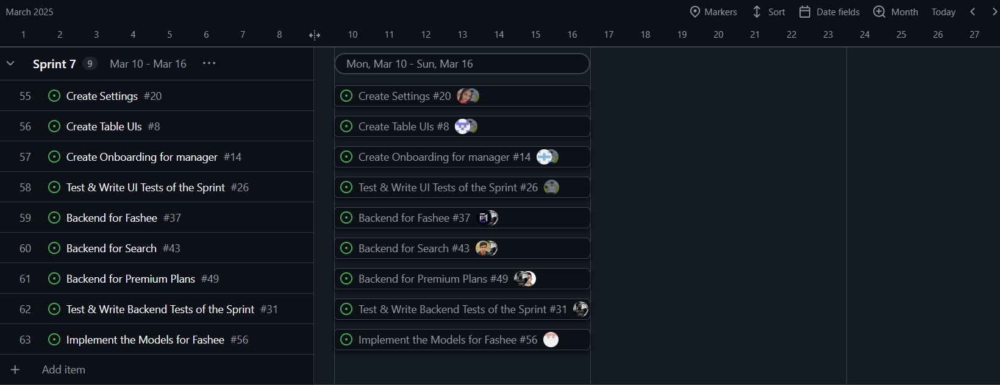 March 2025 Markers Sort Date fields Month Today
1 2 3 4 5 6 7 8 10 11 12 13 14 15 16 17 18 19 20 21 22 23 24 25 26 27
Sprint 7 9 Mar 10 - Mar 16 ··· Mon, Mar 10 - Sun, Mar 16
55 Create Settings #20 Create Settings #20
56 Create Table UIs #8 Create Table UIs #8
57 Create Onboarding for manager #14 Create Onboarding for manager #14
58 Test & Write UI Tests of the Sprint #26 Test & Write UI Tests of the Sprint #26
59 Backend for Fashee #37 Backend for Fashee #37
60 Backend for Search #43 Backend for Search #43
61 Backend for Premium Plans #49 Backend for Premium Plans #49
62 Test & Write Backend Tests of the Sprint #31 Test & Write Backend Tests of the Sprint #31
63 Implement the Models for Fashee #56 Implement the Models for Fashee #56
+ Add item